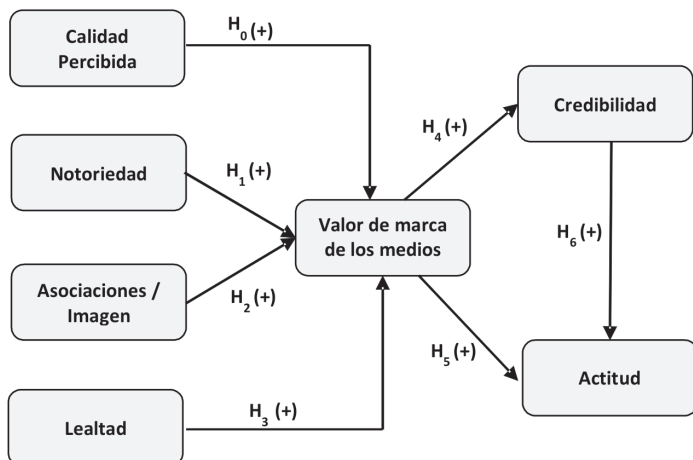 Calidad
Percibida
H0 (+)
Notoriedad
H1 (+)
Asociaciones /
Imagen
H2 (+)
Lealtad
H3 (+)
Valor de marca
de los medios
H4 (+)
Credibilidad
H5 (+)
H6 (+)
Actitud